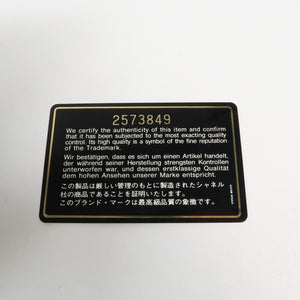 2573849
We certify the authenticity of this item and confirm
that it has been subjected to the most exacting quality
control. Its high quality is a symbol of the fine reputation
of the Trademark.
Wir bestätigen, dass es sich um einen Artikel handelt,
der während seiner Herstellung strengsten Kontrollen
unterworfen war, und dessen erstklassige Qualität
dem hohen Ansehen unserer Marke entspricht.
この製品は厳しい管理のもとに製造されたシャネル
社の商品であることを証明いたします。
このブランド・マークは最高級品質の象徴です。